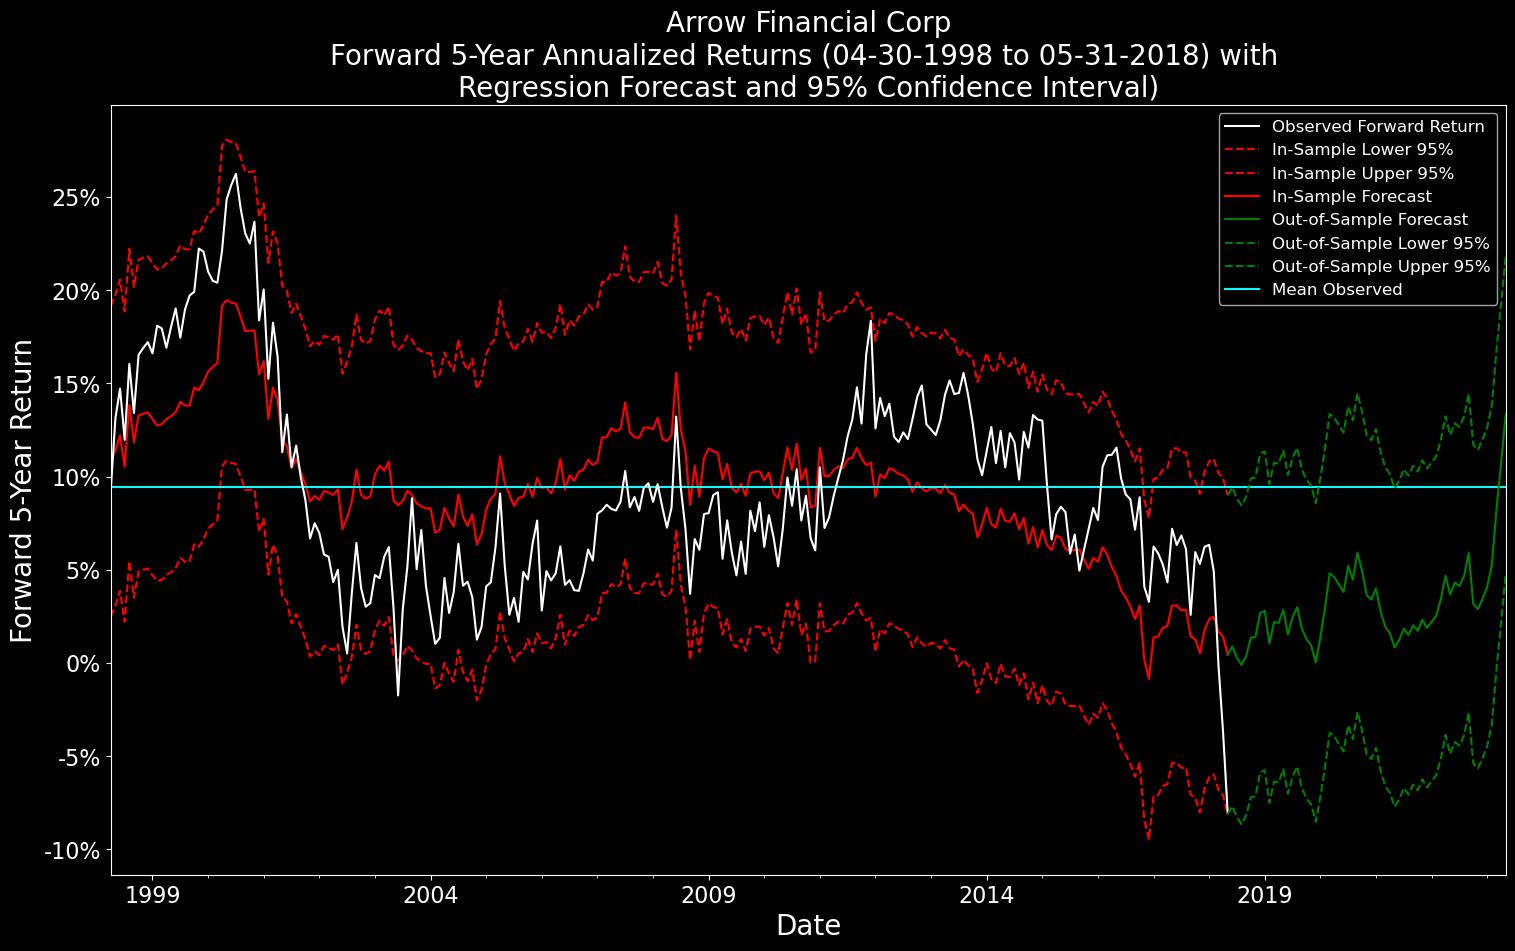 Arrow Financial Corp
Forward 5-Year Annualized Returns (04-30-1998 to 05-31-2018) with
Regression Forecast and 95% Confidence Interval)
Observed Forward Return
In-Sample Lower 95%
In-Sample Upper 95%
In-Sample Forecast
Out-of-Sample Forecast
Out-of-Sample Lower 95%
Out-of-Sample Upper 95%
Mean Observed
Forward 5-Year Return
25%
20%
15%
10%
5%
0%
-5%
-10%
1999 2004 2009 2014 2019
Date